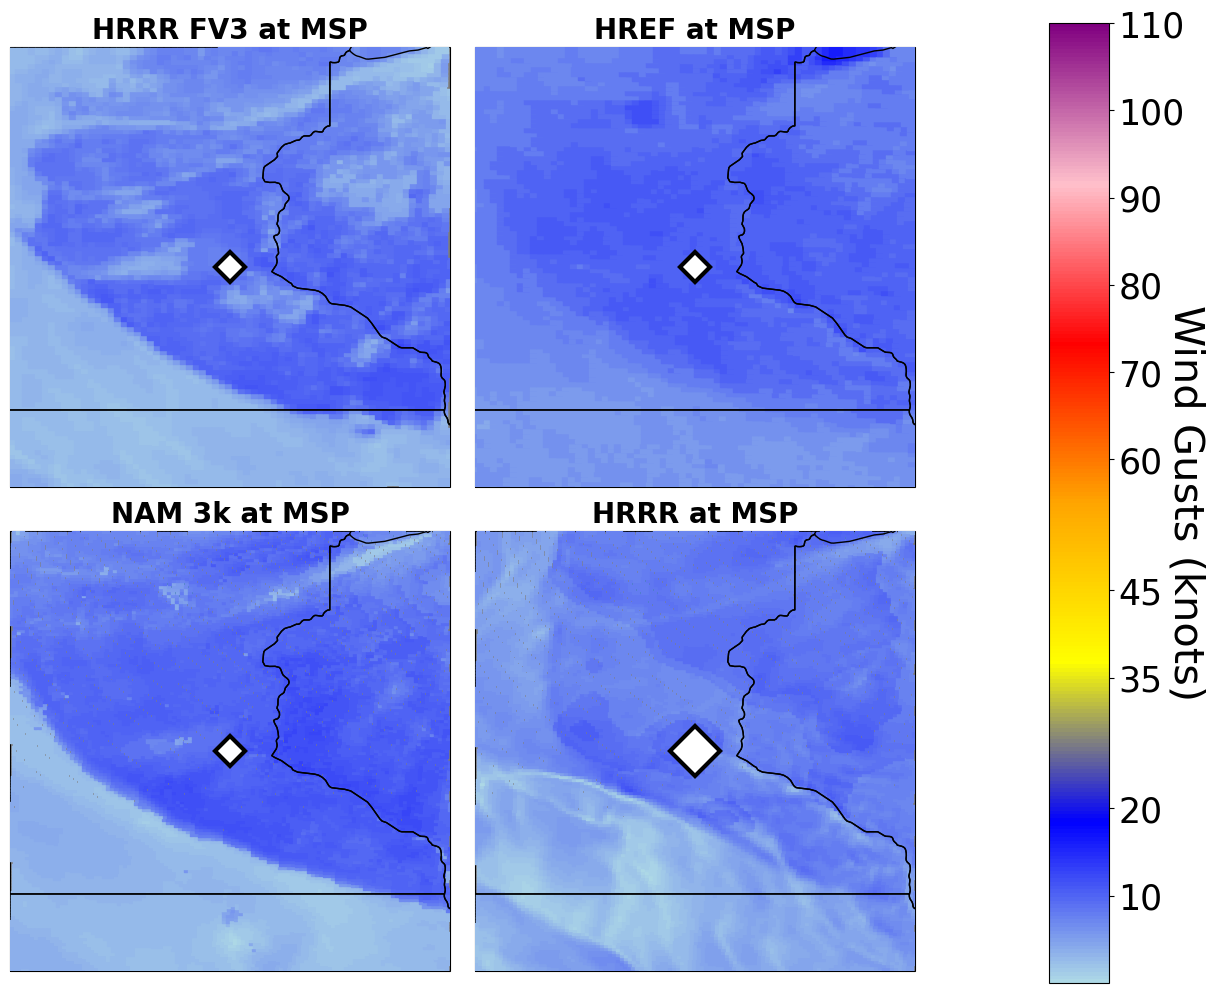 HRRR FV3 at MSP
HREF at MSP
NAM 3k at MSP
HRRR at MSP
110
100
90
80
70
60
45
35
20
10
Wind Gusts (knots)